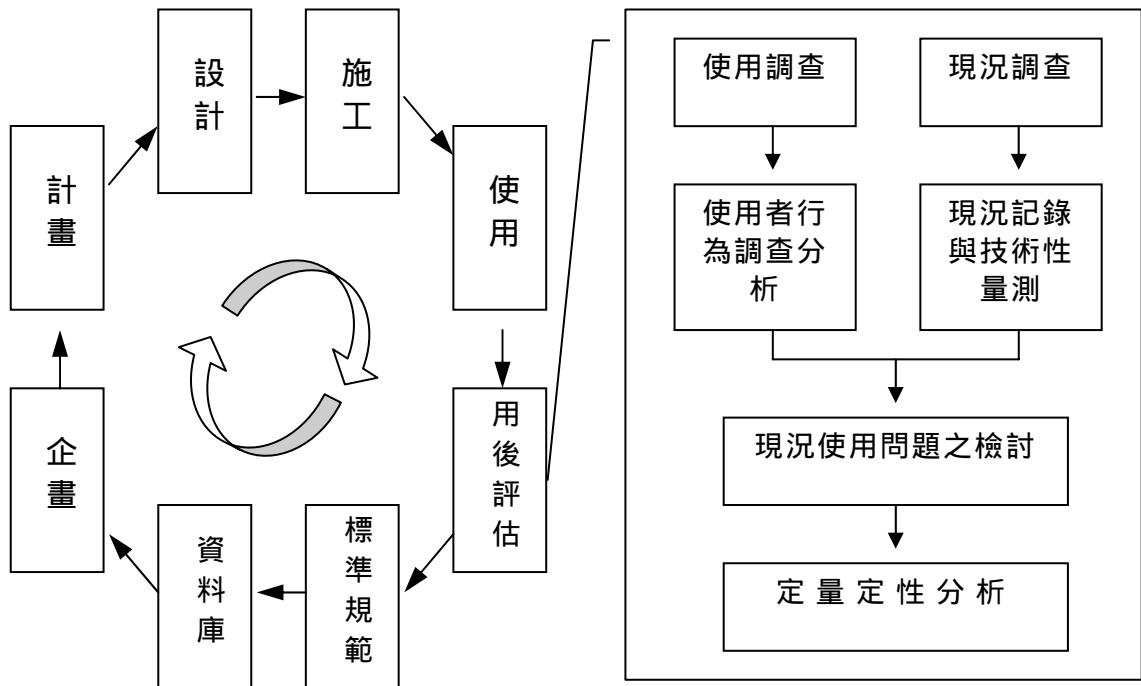 設計
施工
計畫
使用
企畫
用後評估
資料庫
標準規範
使用調查
現況調查
使用者行
為調查分
析
現況記錄
與技術性
量測
現況使用問題之檢討
定量定性分析